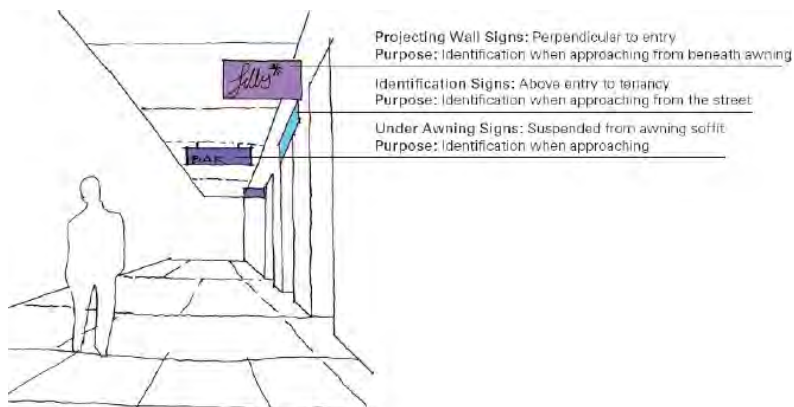 Projecting Wall Signs: Perpendicular to entry
Purpose: Identification when approaching from beneath awning
Identification Signs: Above entry to tenancy
Purpose: Identification when approaching from the street
Under Awning Signs: Suspended from awning soffit
Purpose: Identification when approaching
BAK